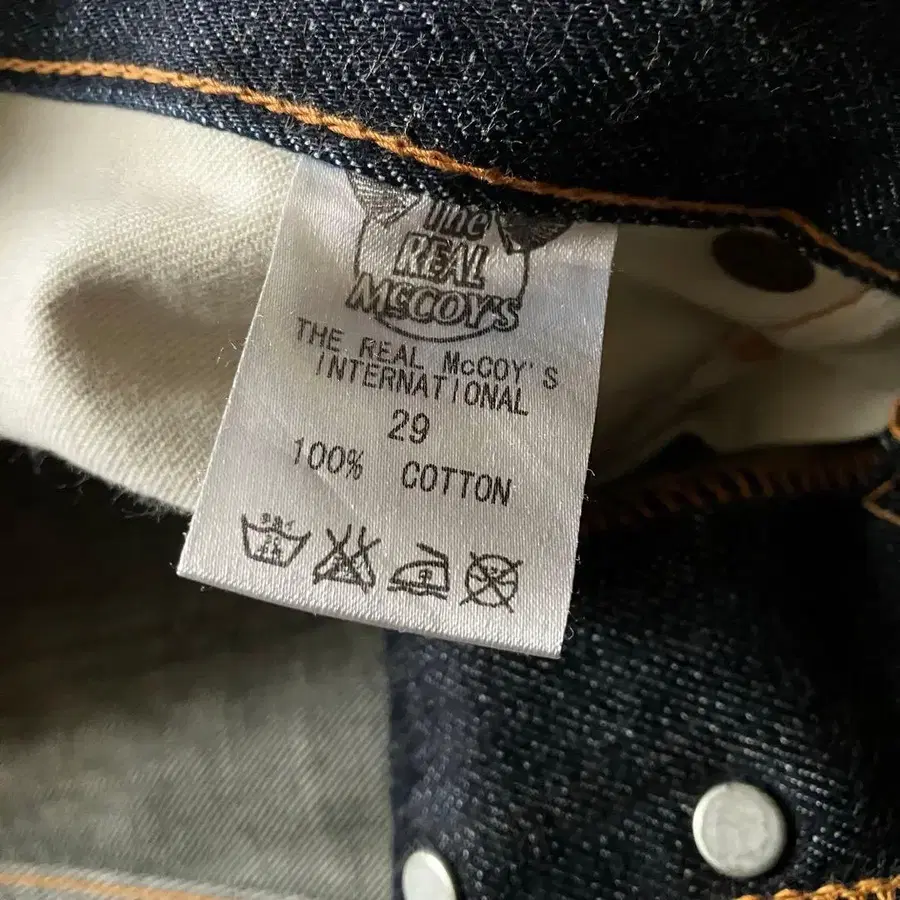 The
REAL
McCOY'S
THE REAL McCOY'S
INTERNATIONAL
29
100% COTTON